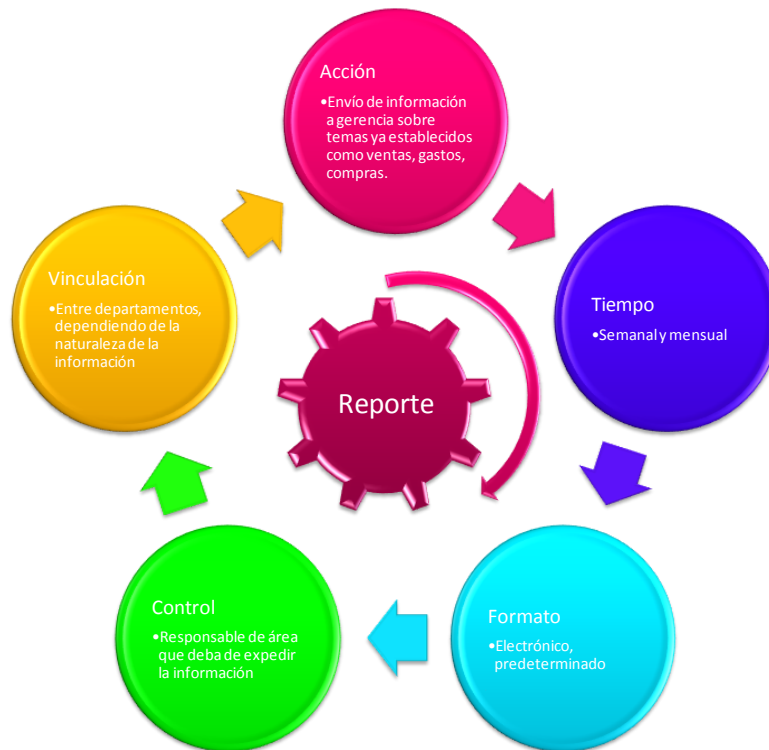 Acción
•Envío de información
a gerencia sobre
temas ya establecidos
como ventas, gastos,
compras.
Tiempo
•Semanal y mensual
Formato
•Electrónico,
predeterminado
Control
•Responsable de área
que deba de expedir
la información
Vinculación
•Entre departamentos,
dependiendo de la
naturaleza de la
información
Reporte